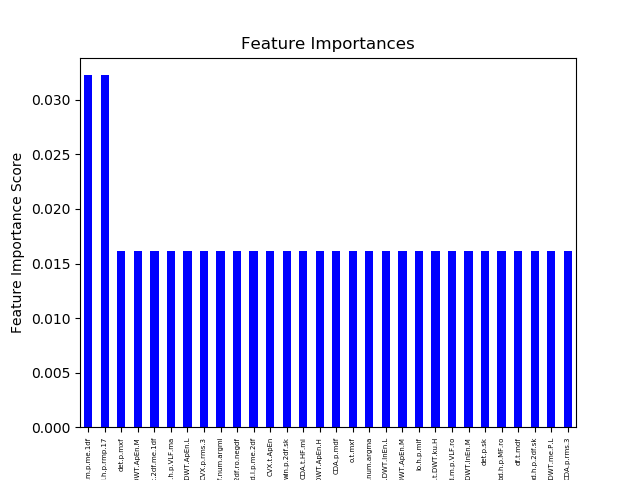 Feature Importances
Feature Importance Score
0.030
0.025
0.020
0.015
0.010
0.005
0.000
m.p.me.1df
.h.p.rmp.17
det.p.mxf
DWT.ApEn.M
.2df.me.1df
.h.p.VLF.ma
DWT.ApEn.L
CVX.p.rms.3
.num.argmi
2df.ro.negdf
d.l.p.me.2df
CVX.t.ApEn
win.p.2df.sk
CDA.t.HF.mi
DWT.ApEn.H
CDA.p.mdf
o.t.mxf
.num.argma
.DWT.InEn.L
DWT.ApEn.M
lo.h.p.mif
.t.DWT.ku.H
l.m.p.VLF.ro
DWT.InEn.M
det.p.sk
od.h.p.MF.ro
df.t.mdf
od.h.p.2df.sk
DWT.me.P.L
CDA.p.rms.3